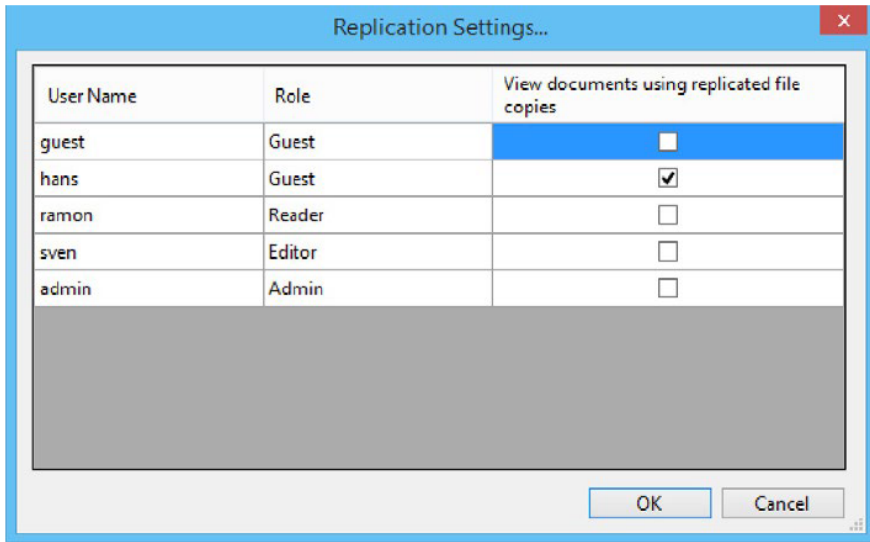 Replication Settings...
User Name Role View documents using replicated file
copies
guest Guest
hans Guest
ramon Reader
sven Editor
admin Admin
OK Cancel